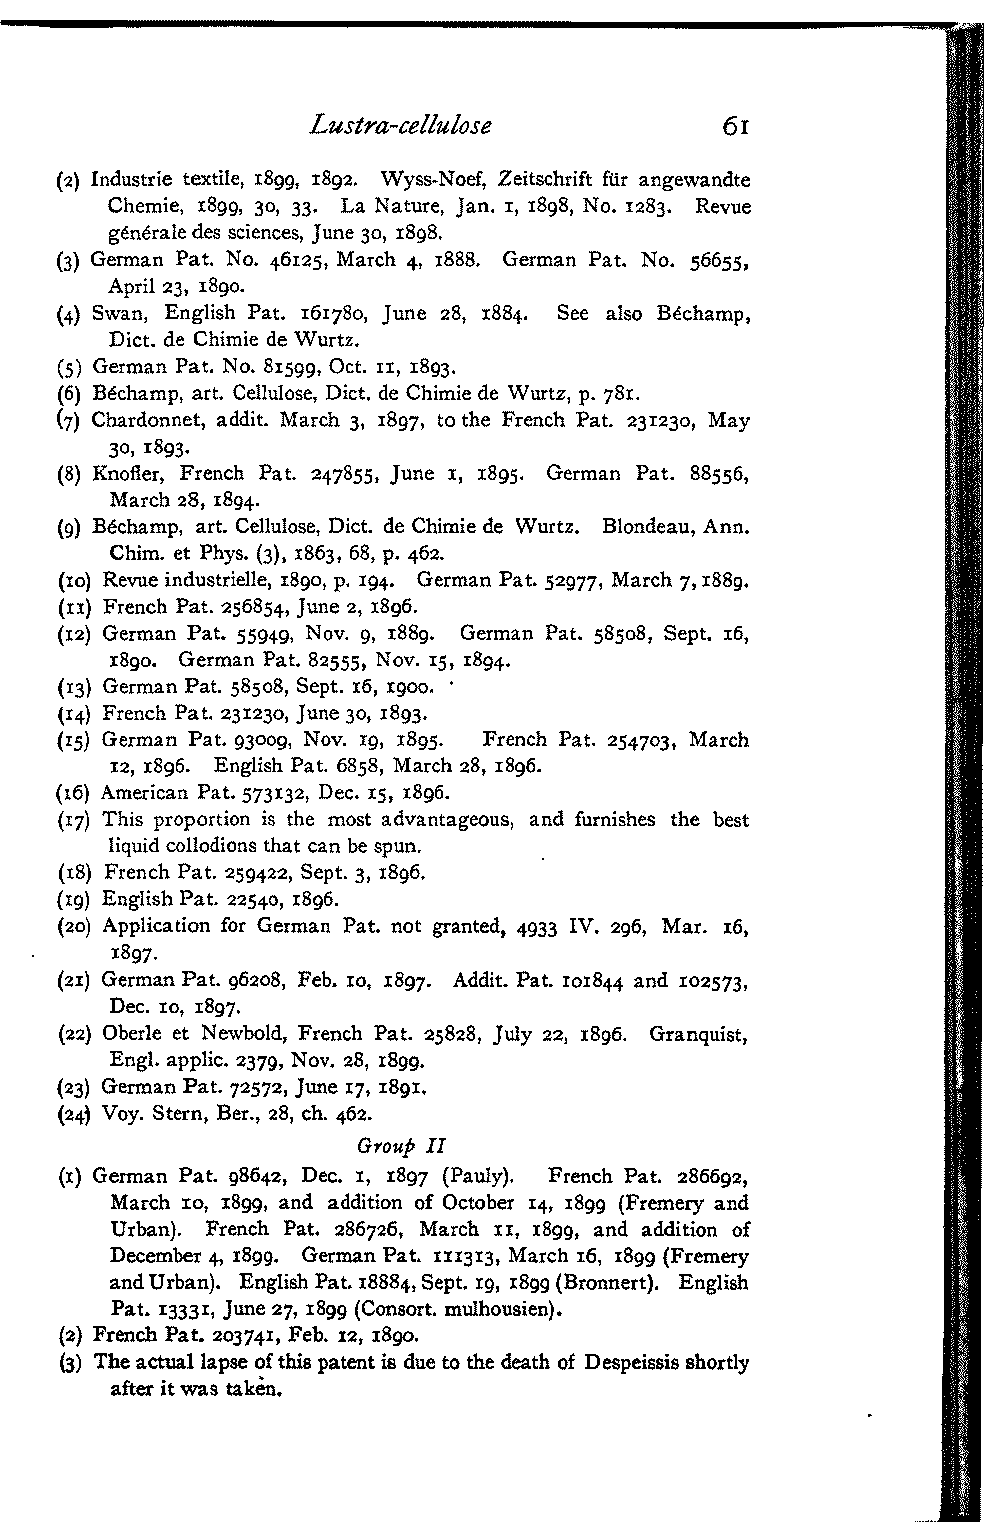 Lustra-cellulose 61
(2) Industrie textile, 1899, 1892. Wyss-Noef, Zeitschrift für angewandte
Chemie, 1899, 30, 33. La Nature, Jan. 1, 1898, No. 1283. Revue
générale des sciences, June 30, 1898.
(3) German Pat. No. 46125, March 4, 1888. German Pat. No. 56655,
April 23, 1890.
(4) Swan, English Pat. 161780, June 28, 1884. See also Béchamp,
Dict. de Chimie de Wurtz.
(5) German Pat. No. 81599, Oct. 11, 1893.
(6) Béchamp, art. Cellulose, Dict. de Chimie de Wurtz, p. 781.
(7) Chardonnet, addit. March 3, 1897, to the French Pat. 231230, May
30, 1893.
(8) Knofler, French Pat. 247855, June 1, 1895. German Pat. 88556,
March 28, 1894.
(9) Béchamp, art. Cellulose, Dict. de Chimie de Wurtz. Blondeau, Ann.
Chim. et Phys. (3), 1863, 68, p. 462.
(10) Revue industrielle, 1890, p. 194. German Pat. 52977, March 7, 1889.
(11) French Pat. 256854, June 2, 1896.
(12) German Pat. 55949, Nov. 9, 1889. German Pat. 58508, Sept. 16,
1890. German Pat. 82555, Nov. 15, 1894.
(13) German Pat. 58508, Sept. 16, 1900.
(14) French Pat. 231230, June 30, 1893.
(15) German Pat. 93009, Nov. 19, 1895. French Pat. 254703, March
12, 1896. English Pat. 6858, March 28, 1896.
(16) American Pat. 573132, Dec. 15, 1896.
(17) This proportion is the most advantageous, and furnishes the best
liquid collodions that can be spun.
(18) French Pat. 259422, Sept. 3, 1896.
(19) English Pat. 22540, 1896.
(20) Application for German Pat. not granted, 4933 IV. 296, Mar. 16,
1897.
(21) German Pat. 96208, Feb. 10, 1897. Addit. Pat. 101844 and 102573,
Dec. 10, 1897.
(22) Oberle et Newbold, French Pat. 25828, July 22, 1896. Granquist,
Engl. applic. 2379, Nov. 28, 1899.
(23) German Pat. 72572, June 17, 1891.
(24) Voy. Stern, Ber., 28, ch. 462.
Group II
(1) German Pat. 98642, Dec. 1, 1897 (Pauly). French Pat. 286692,
March 10, 1899, and addition of October 14, 1899 (Fremery and
Urban). French Pat. 286726, March 11, 1899, and addition of
December 4, 1899. German Pat. 111313, March 16, 1899 (Fremery
and Urban). English Pat. 18884, Sept. 19, 1899 (Bronnert). English
Pat. 13331, June 27, 1899 (Consort. mulhousien).
(2) French Pat. 203741, Feb. 12, 1890.
(3) The actual lapse of this patent is due to the death of Despeissis shortly
after it was taken.